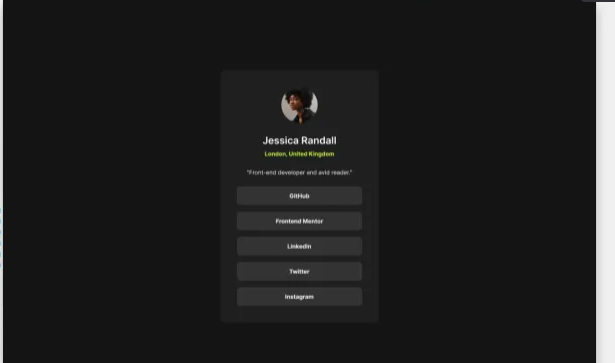 Jessica Randall
London, United Kingdom
"Front-end developer and avid reader."
GitHub
Frontend Mentor
LinkedIn
Twitter
Instagram